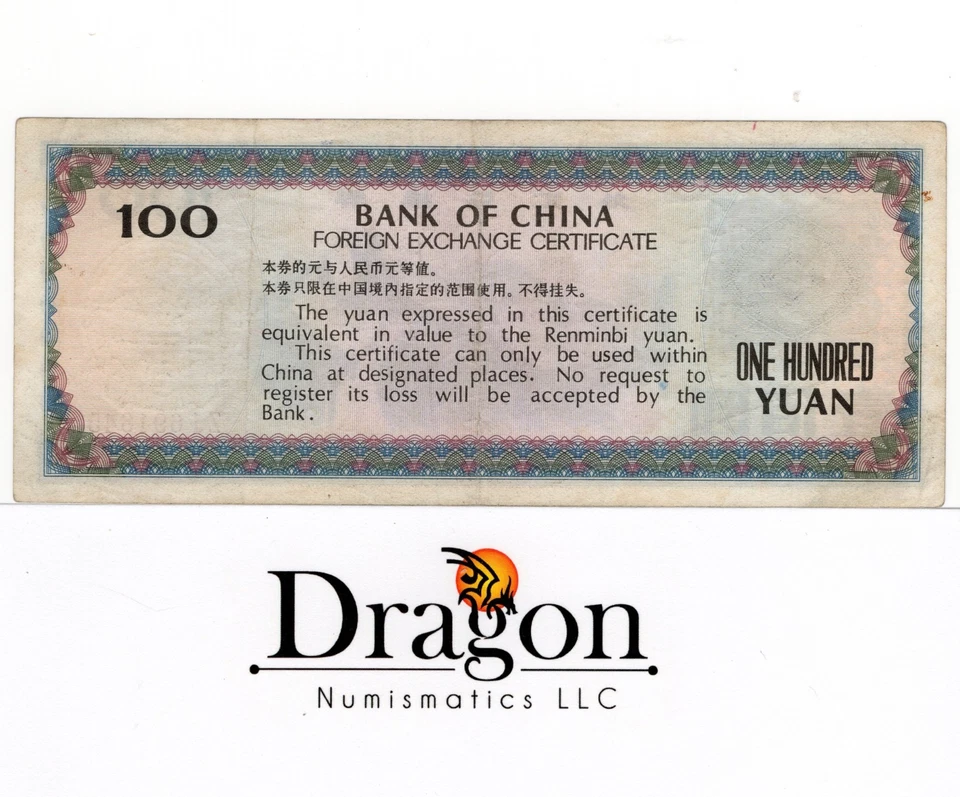 100
BANK OF CHINA
FOREIGN EXCHANGE CERTIFICATE
本券的元与人民币元等值。
本券只限在中国境内指定的范围使用。不得挂失。
The yuan expressed in this certificate is
equivalent in value to the Renminbi yuan.
This certificate can only be used within
China at designated places. No request to
register its loss will be accepted by the
Bank.
ONE HUNDRED
YUAN
Dragon
Numismatics LLC